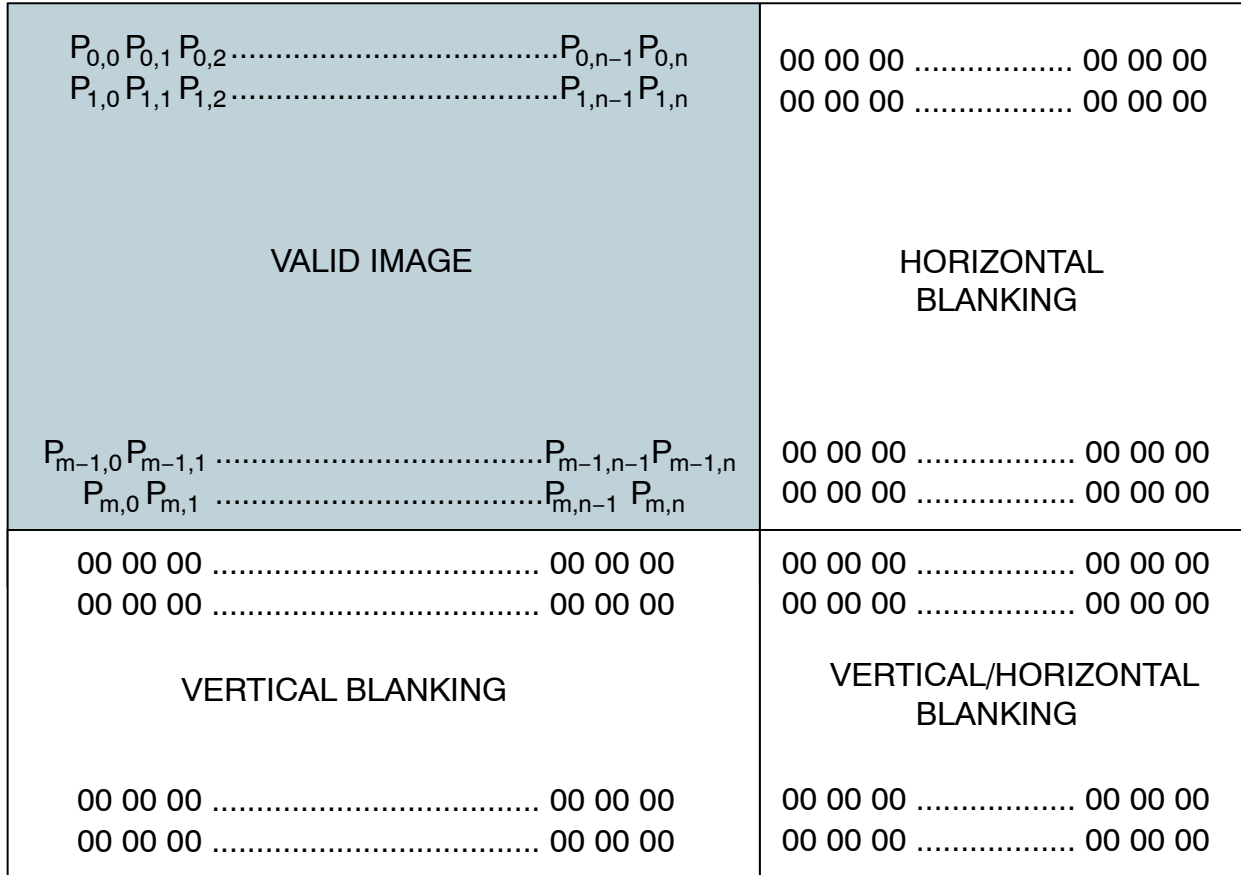 P0,0 P0,1 P0,2.....................................P0,n−1 P0,n
P1,0 P1,1 P1,2.....................................P1,n−1 P1,n
VALID IMAGE
Pm−1,0 Pm−1,1 .....................................Pm−1,n−1 Pm−1,n
Pm,0 Pm,1 .....................................Pm,n−1 Pm,n
00 00 00 .................. 00 00 00
00 00 00 .................. 00 00 00
HORIZONTAL
BLANKING
00 00 00 .................. 00 00 00
00 00 00 .................. 00 00 00
00 00 00 ..................................... 00 00 00
00 00 00 ..................................... 00 00 00
VERTICAL BLANKING
00 00 00 ..................................... 00 00 00
00 00 00 ..................................... 00 00 00
00 00 00 .................. 00 00 00
00 00 00 .................. 00 00 00
VERTICAL/HORIZONTAL
BLANKING
00 00 00 .................. 00 00 00
00 00 00 .................. 00 00 00